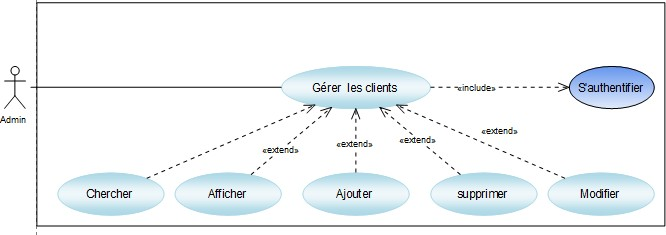 Gérer les clients
«include»
S'authentifier
Admin
«extend»
«extend»
«extend»
«extend»
Chercher
Afficher
Ajouter
supprimer
Modifier